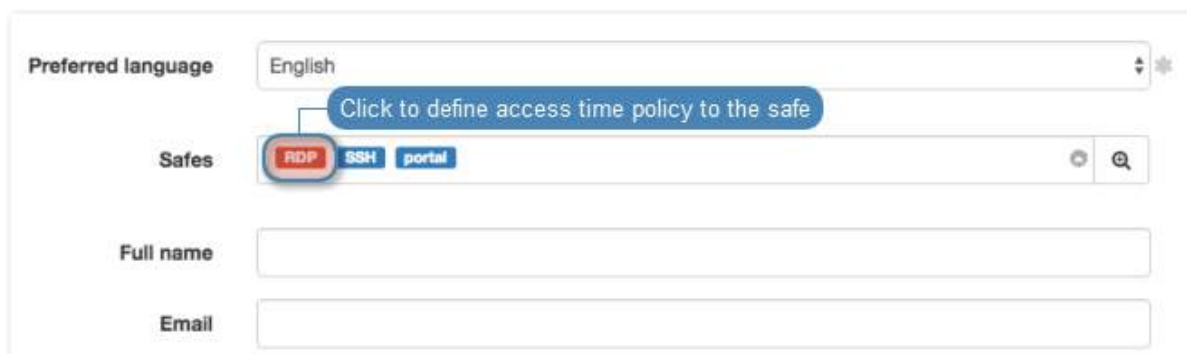 Preferred language English
Click to define access time policy to the safe
Safes RDP SSH portal
Full name
Email